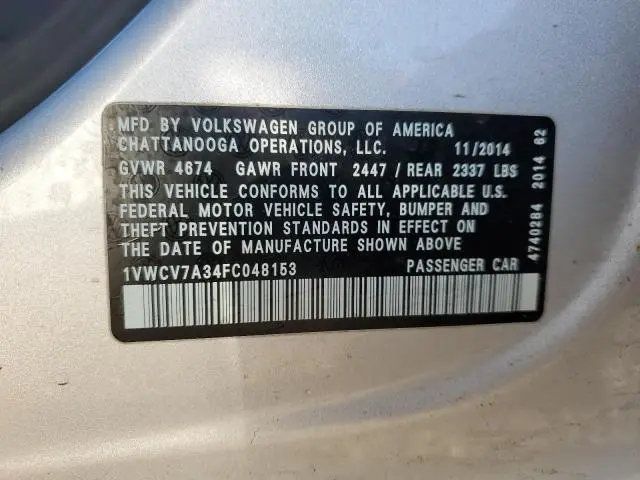 MFD BY VOLKSWAGEN GROUP OF AMERICA
CHATTANOOGA OPERATIONS, LLC. 11/2014
GVWR 4674 GAWR FRONT 2447 / REAR 2337 LBS
THIS VEHICLE CONFORMS TO ALL APPLICABLE U.S.
FEDERAL MOTOR VEHICLE SAFETY, BUMPER AND
THEFT PREVENTION STANDARDS IN EFFECT ON
THE DATE OF MANUFACTURE SHOWN ABOVE
1VWCV7A34FC048153 PASSENGER CAR
4740284 2014 62